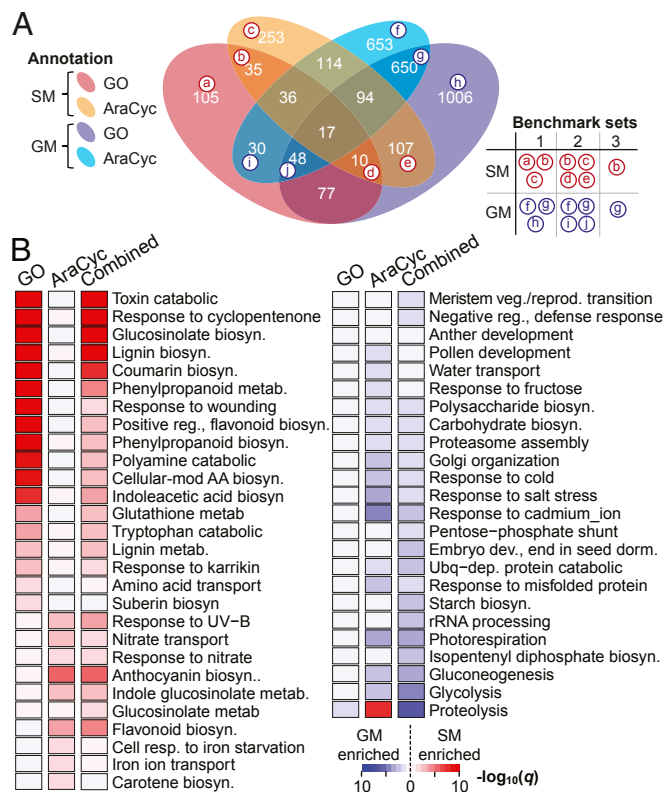 A
Annotation
SM
GO
AraCyc
GM
GO
AraCyc
c
253
f
653
b
35
114
g
650
a
105
h
1006
36
94
17
30
i
48
j
10
d
107
e
77
Benchmark sets
1 2 3
SM a b c b c d e b
GM f g h f g i j g
B
GO AraCyc Combined
Toxin catabolic
Response to cyclopentenone
Glucosinolate biosyn.
Lignin biosyn.
Coumarin biosyn.
Phenylpropanoid metab.
Response to wounding
Positive reg., flavonoid biosyn.
Phenylpropanoid biosyn.
Polyamine catabolic
Cellular-mod AA biosyn.
Indoleacetic acid biosyn
Glutathione metab
Tryptophan catabolic
Lignin metab.
Response to karrikin
Amino acid transport
Suberin biosyn
Response to UV−B
Nitrate transport
Response to nitrate
Anthocyanin biosyn..
Indole glucosinolate metab.
Glucosinolate metab
Flavonoid biosyn.
Cell resp. to iron starvation
Iron ion transport
Carotene biosyn.
GO AraCyc Combined
Meristem veg./reprod. transition
Negative reg., defense response
Anther development
Pollen development
Water transport
Response to fructose
Polysaccharide biosyn.
Carbohydrate biosyn.
Proteasome assembly
Golgi organization
Response to cold
Response to salt stress
Response to cadmium_ion
Pentose−phosphate shunt
Embryo dev., end in seed dorm.
Ubq−dep. protein catabolic
Response to misfolded protein
Starch biosyn.
rRNA processing
Photorespiration
Isopentenyl diphosphate biosyn.
Gluconeogenesis
Glycolysis
Proteolysis
GM enriched
SM enriched
10 0 10
-log10(q)